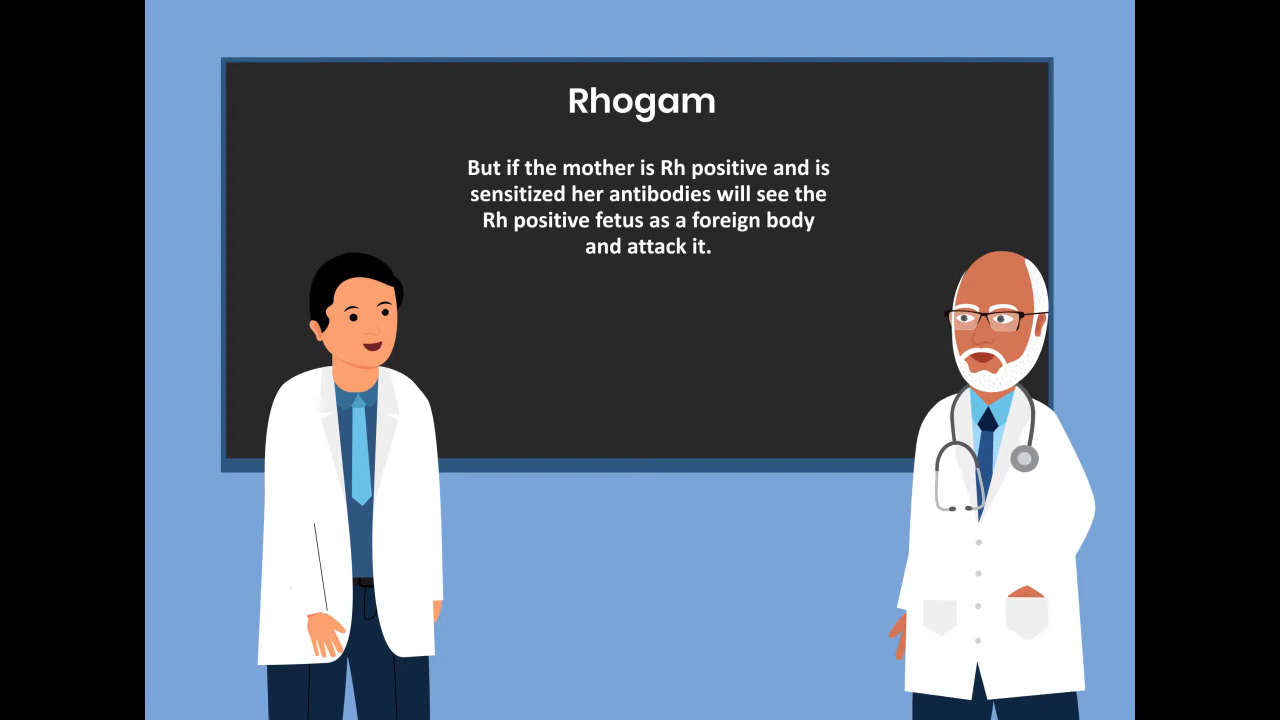 Rhogam
But if the mother is Rh positive and is
sensitized her antibodies will see the
Rh positive fetus as a foreign body
and attack it.